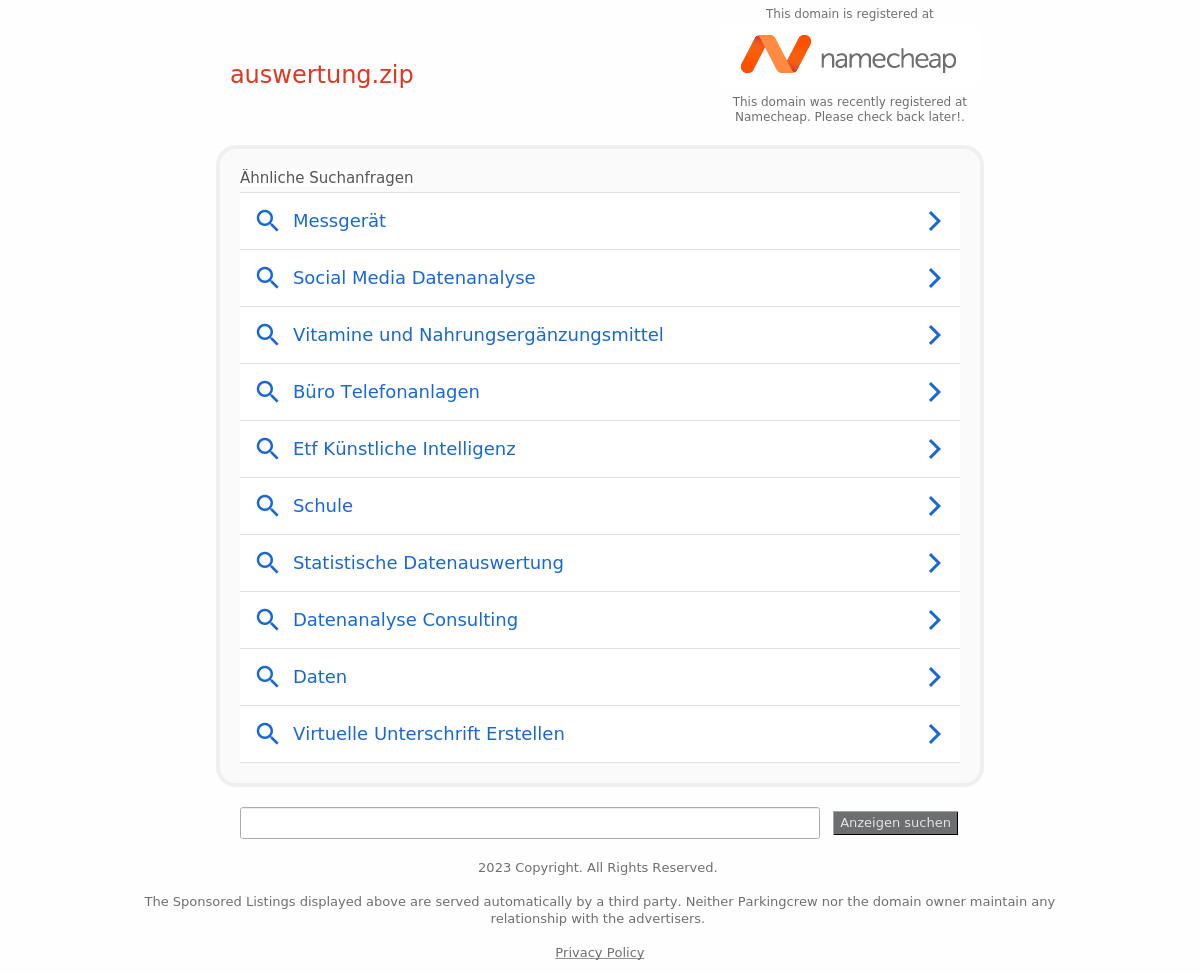 This domain is registered at
namecheap
auswertung.zip
This domain was recently registered at
Namecheap. Please check back later!.
Ähnliche Suchanfragen
Messgerät
Social Media Datenanalyse
Vitamine und Nahrungsergänzungsmittel
Büro Telefonanlagen
Etf Künstliche Intelligenz
Schule
Statistische Datenauswertung
Datenanalyse Consulting
Daten
Virtuelle Unterschrift Erstellen
Anzeigen suchen
2023 Copyright. All Rights Reserved.
The Sponsored Listings displayed above are served automatically by a third party. Neither Parkingcrew nor the domain owner maintain any
relationship with the advertisers.
Privacy Policy